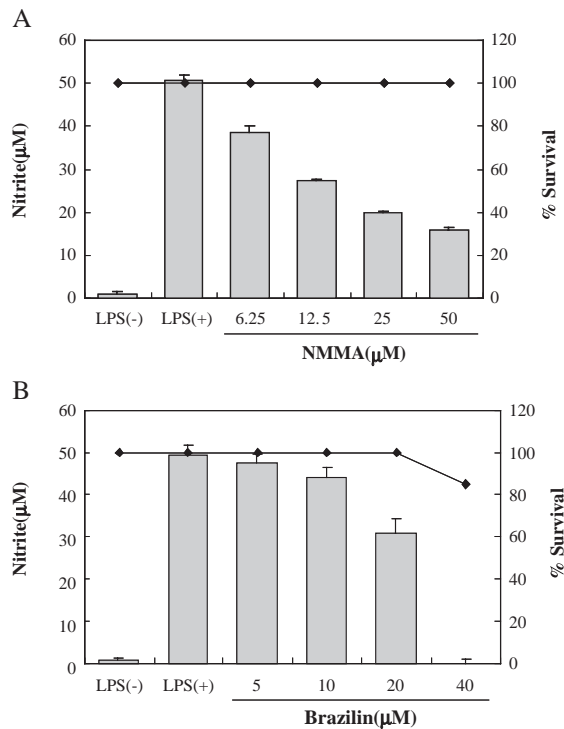 A
60 120
50 100
40 80
30 60
20 40
10 20
0 0
Nitrite(μM)
% Survival
LPS(-) LPS(+) 6.25 12.5 25 50
NMMA(μM)
B
60 120
50 100
40 80
30 60
20 40
10 20
0 0
Nitrite(μM)
% Survival
LPS(-) LPS(+) 5 10 20 40
Brazilin(μM)